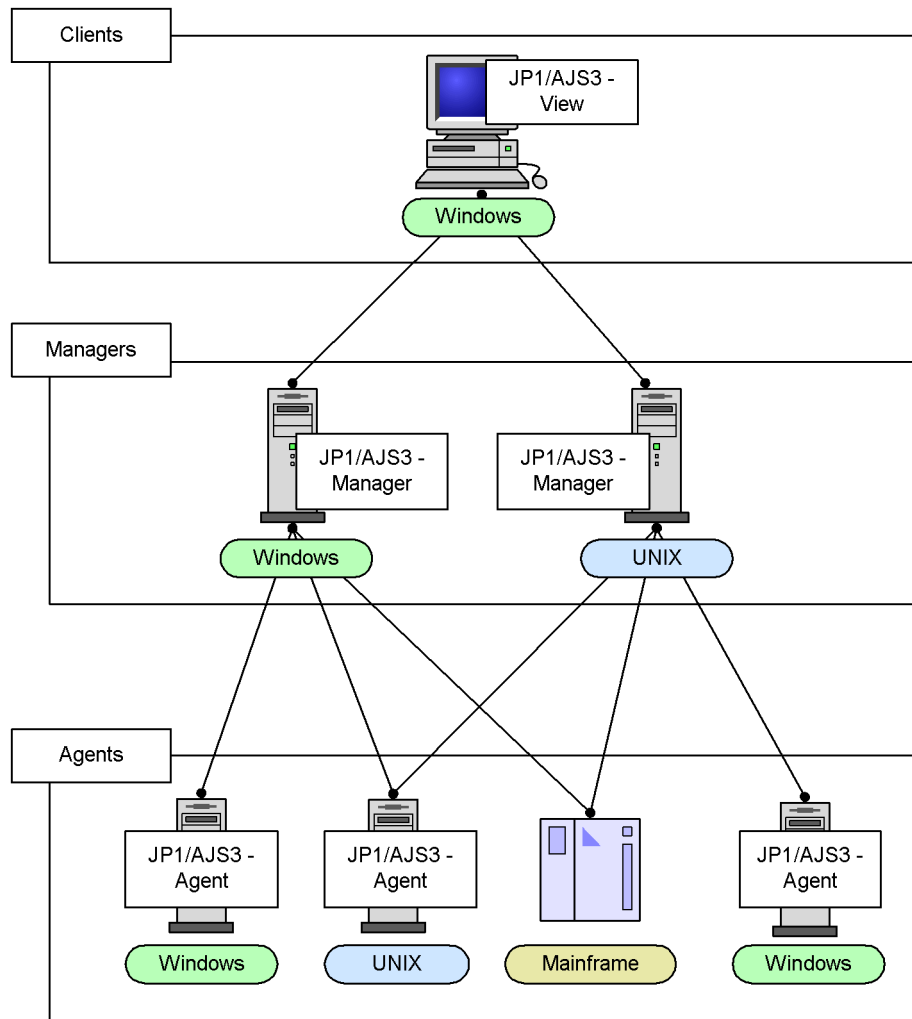 Clients
JP1/AJS3 -
View
Windows
Managers
JP1/AJS3 -
Manager
JP1/AJS3 -
Manager
Windows
UNIX
Agents
JP1/AJS3 -
Agent
JP1/AJS3 -
Agent
JP1/AJS3 -
Agent
Windows
UNIX
Mainframe
Windows